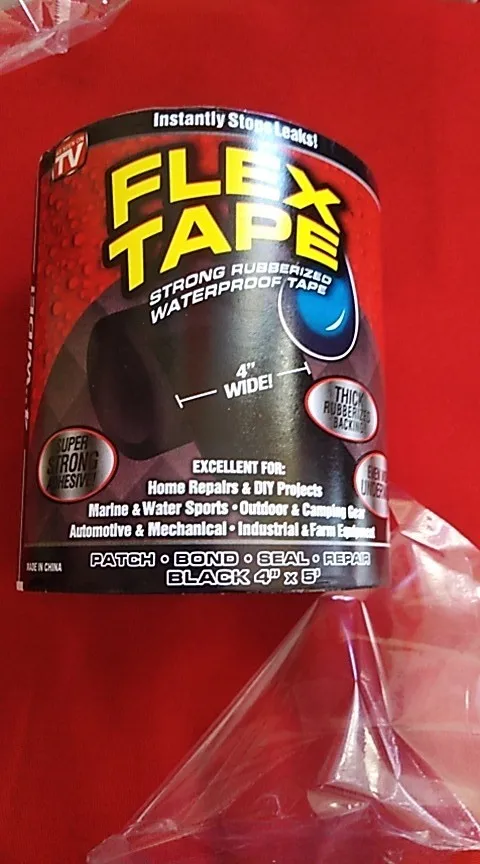 Instantly Stops Leaks!
TV
FLEX
TAPE
STRONG RUBBERIZED
WATERPROOF TAPE
4"
WIDE!
THICK
RUBBERIZED
BACKING
SUPER
STRONG
ADHESIVE!
EXCELLENT FOR:
Home Repairs & DIY Projects
Marine & Water Sports • Outdoor & Camping Gear
Automotive & Mechanical • Industrial & Farm Equipment
MADE IN CHINA
PATCH • BOND • SEAL • REPAIR
BLACK 4" x 5'